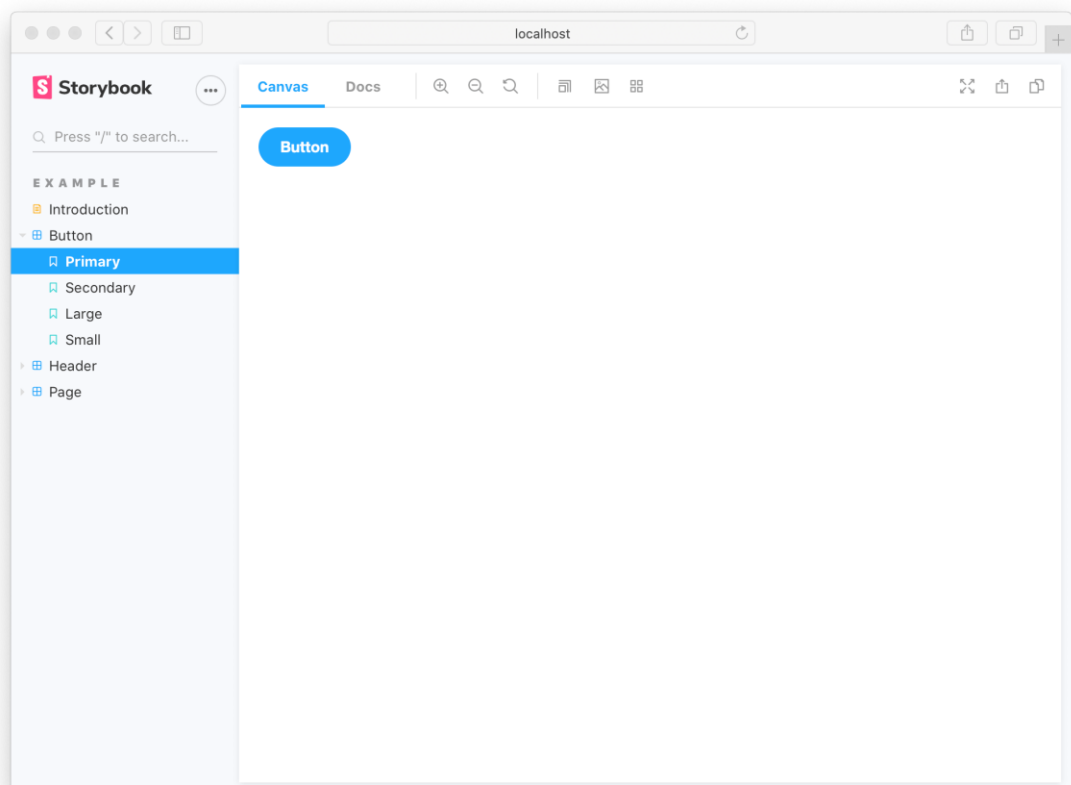 localhost
Storybook
Press "/" to search...
EXAMPLE
Introduction
Button
Primary
Secondary
Large
Small
Header
Page
Canvas
Docs
Button